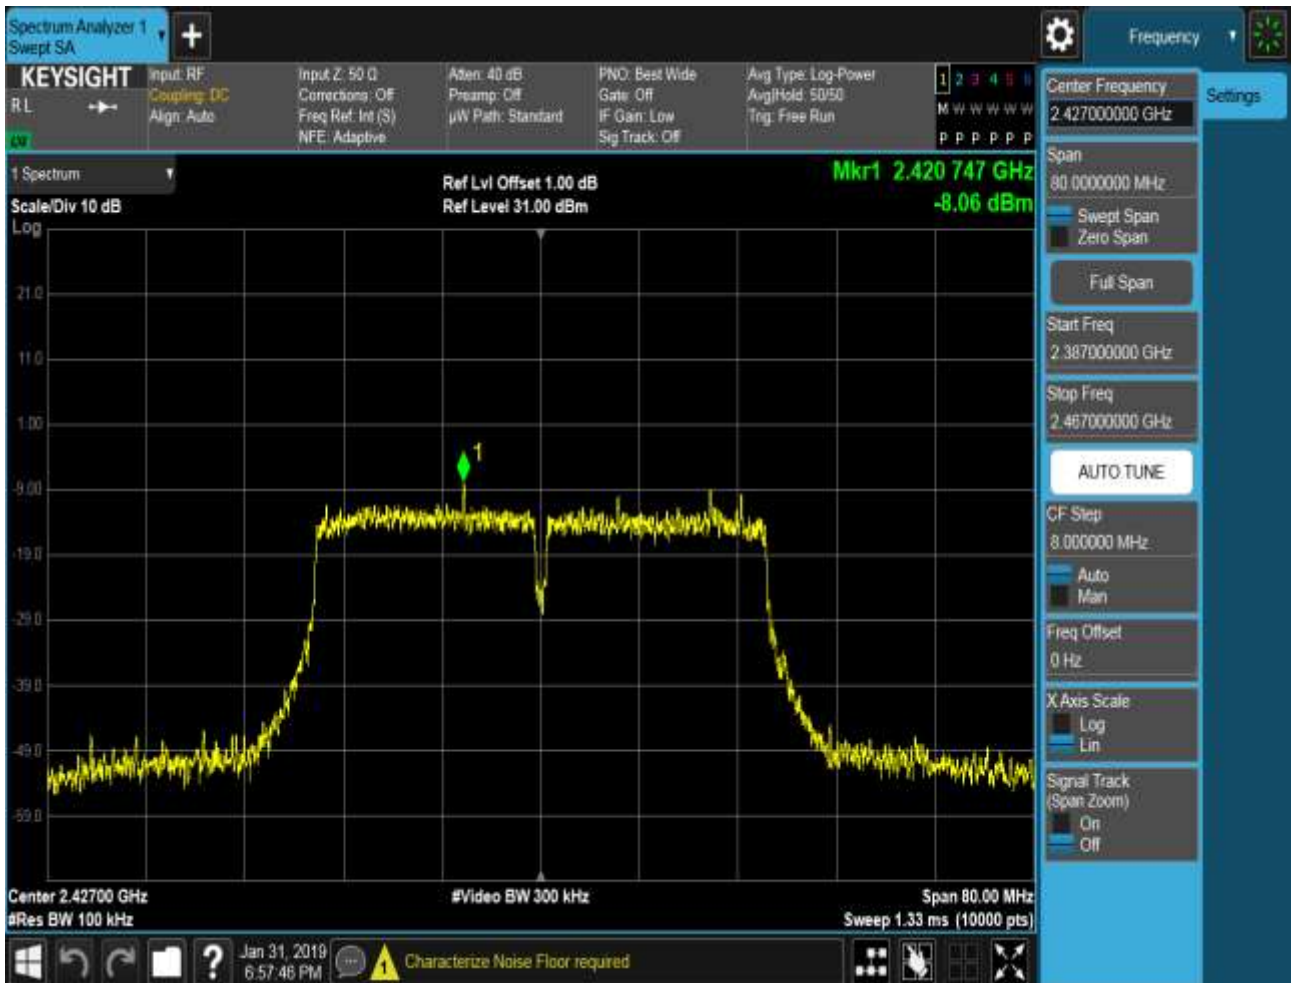 Spectrum Analyzer 1
Swept SA
Frequency
KEYSIGHT
R L
Input: RF
Coupling: DC
Align: Auto
Input Z: 50 Ω
Corrections: Off
Freq Ref: Int (S)
NFE: Adaptive
Atten: 40 dB
Preamp: Off
µW Path: Standard
PNO: Best Wide
Gate: Off
IF Gain: Low
Sig Track: Off
Avg Type: Log-Power
Avg|Hold: 50/50
Trig: Free Run
1 2 3 4 5 6
M W W W W W
P P P P P P
1 Spectrum
Scale/Div 10 dB
Log
Ref Lvl Offset 1.00 dB
Ref Level 31.00 dBm
Mkr1 2.420 747 GHz
-8.06 dBm
21.0
11.0
1.00
-9.00
-19.0
-29.0
-39.0
-49.0
-59.0
1
Center 2.42700 GHz
#Res BW 100 kHz
#Video BW 300 kHz
Span 80.00 MHz
Sweep 1.33 ms (10000 pts)
Center Frequency
2.427000000 GHz
Settings
Span
80.0000000 MHz
Swept Span
Zero Span
Full Span
Start Freq
2.387000000 GHz
Stop Freq
2.467000000 GHz
AUTO TUNE
CF Step
8.000000 MHz
Auto
Man
Freq Offset
0 Hz
X Axis Scale
Log
Lin
Signal Track
(Span Zoom)
On
Off
?
Jan 31, 2019
6:57:46 PM
1
Characterize Noise Floor required